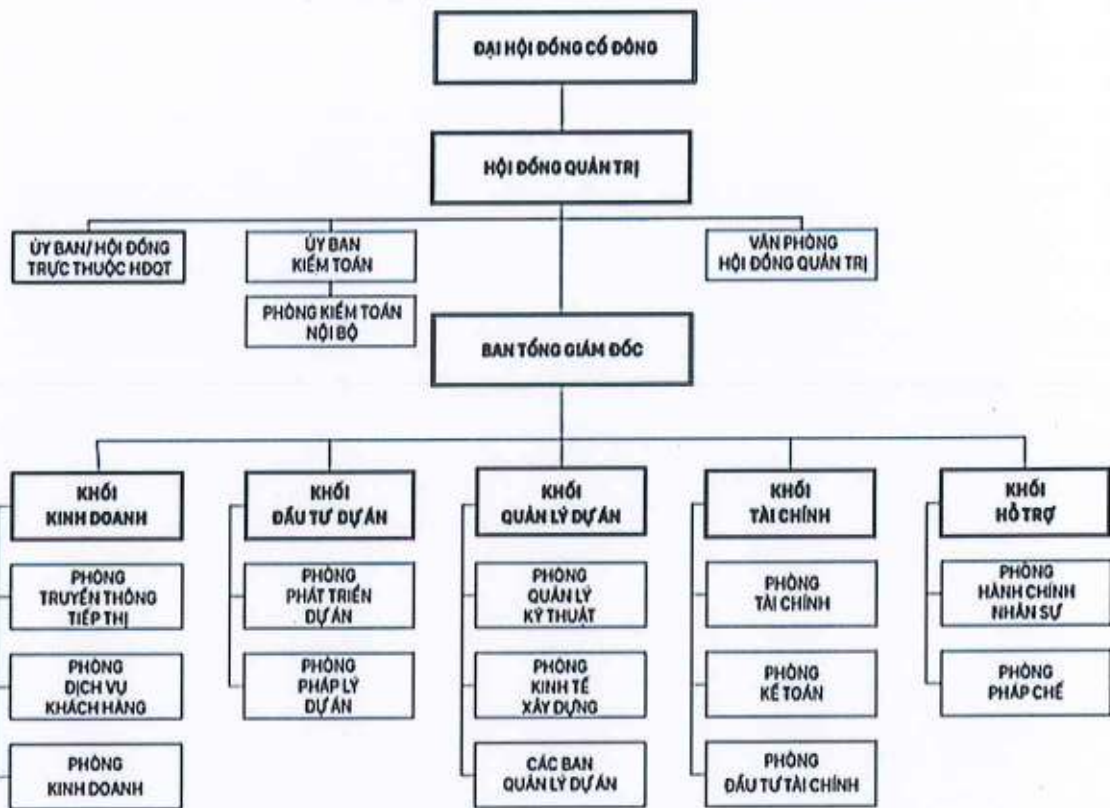 ĐẠI HỘI ĐỒNG CỔ ĐÔNG
HỘI ĐỒNG QUẢN TRỊ
ỦY BAN/ HỘI ĐỒNG
TRỰC THUỘC HĐQT
ỦY BAN
KIỂM TOÁN
VĂN PHÒNG
HỘI ĐỒNG QUẢN TRỊ
PHÒNG KIỂM TOÁN
NỘI BỘ
BAN TỔNG GIÁM ĐỐC
KHỐI
KINH DOANH
KHỐI
ĐẦU TƯ DỰ ÁN
KHỐI
QUẢN LÝ DỰ ÁN
KHỐI
TÀI CHÍNH
KHỐI
HỖ TRỢ
PHÒNG
TRUYỀN THÔNG
TIẾP THỊ
PHÒNG
PHÁT TRIỂN
DỰ ÁN
PHÒNG
QUẢN LÝ
KỸ THUẬT
PHÒNG
TÀI CHÍNH
PHÒNG
HÀNH CHÍNH
NHÂN SỰ
PHÒNG
DỊCH VỤ
KHÁCH HÀNG
PHÒNG
PHÁP LÝ
DỰ ÁN
PHÒNG
KINH TẾ
XÂY DỰNG
PHÒNG
KẾ TOÁN
PHÒNG
PHÁP CHẾ
PHÒNG
KINH DOANH
CÁC BAN
QUẢN LÝ DỰ ÁN
PHÒNG
ĐẦU TƯ TÀI CHÍNH